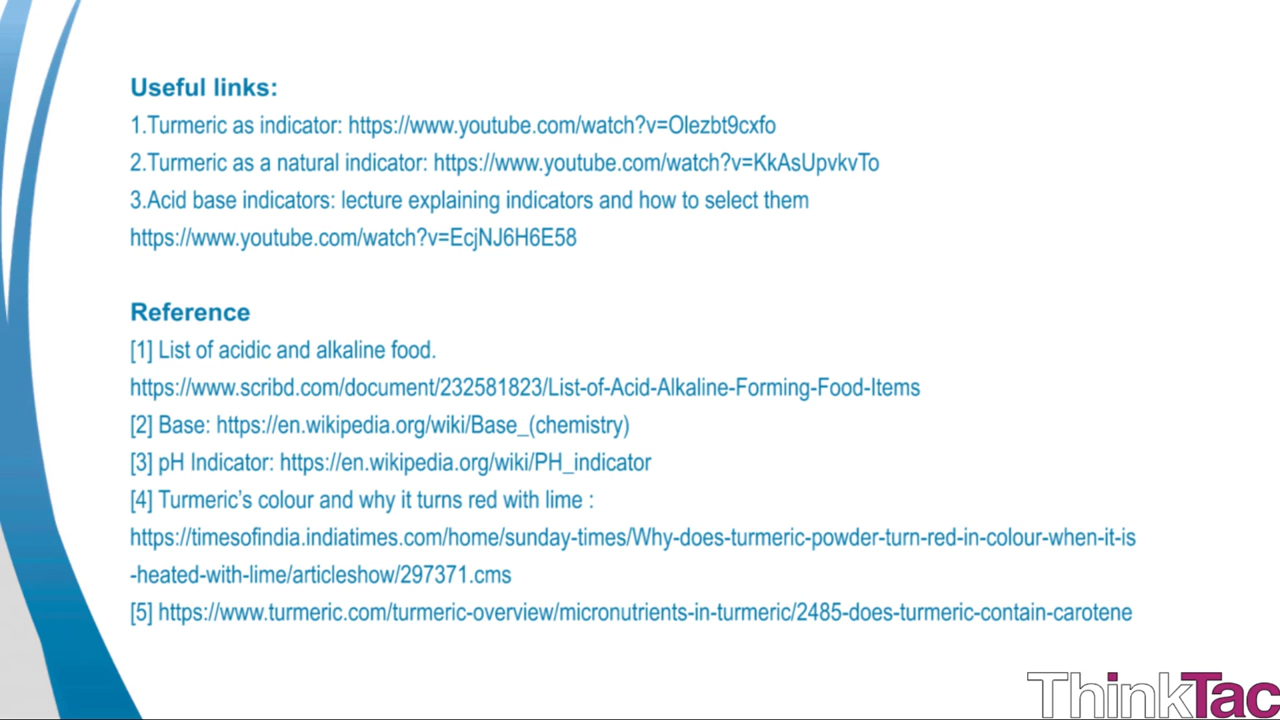 Useful links:
1.Turmeric as indicator: https://www.youtube.com/watch?v=Olezbt9cxfo
2.Turmeric as a natural indicator: https://www.youtube.com/watch?v=KkAsUpvkvTo
3.Acid base indicators: lecture explaining indicators and how to select them
https://www.youtube.com/watch?v=EcjNJ6H6E58
Reference
[1] List of acidic and alkaline food.
https://www.scribd.com/document/232581823/List-of-Acid-Alkaline-Forming-Food-Items
[2] Base: https://en.wikipedia.org/wiki/Base_(chemistry)
[3] pH Indicator: https://en.wikipedia.org/wiki/PH_indicator
[4] Turmeric’s colour and why it turns red with lime :
https://timesofindia.indiatimes.com/home/sunday-times/Why-does-turmeric-powder-turn-red-in-colour-when-it-is
-heated-with-lime/articleshow/297371.cms
[5] https://www.turmeric.com/turmeric-overview/micronutrients-in-turmeric/2485-does-turmeric-contain-carotene
ThinkTac